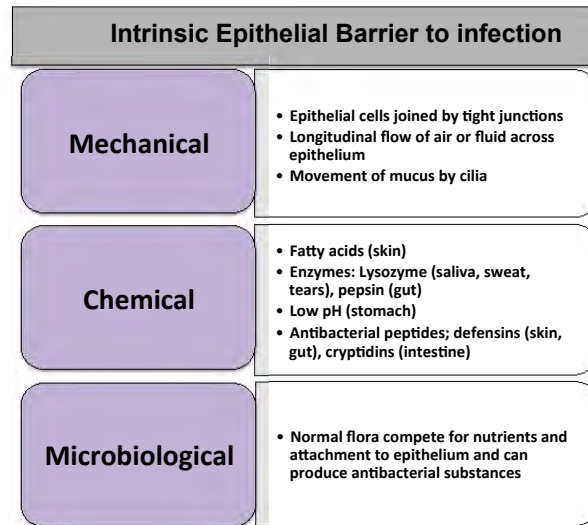 Intrinsic Epithelial Barrier to infection
Mechanical
• Epithelial cells joined by tight junctions
• Longitudinal flow of air or fluid across
epithelium
• Movement of mucus by cilia
Chemical
• Fatty acids (skin)
• Enzymes: Lysozyme (saliva, sweat,
tears), pepsin (gut)
• Low pH (stomach)
• Antibacterial peptides; defensins (skin,
gut), cryptidins (intestine)
Microbiological
• Normal flora compete for nutrients and
attachment to epithelium and can
produce antibacterial substances